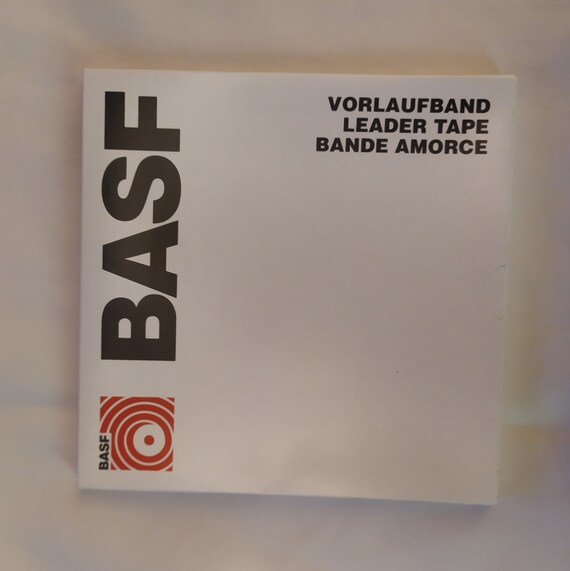 BASF
VORLAUFBAND
LEADER TAPE
BANDE AMORCE
BASF